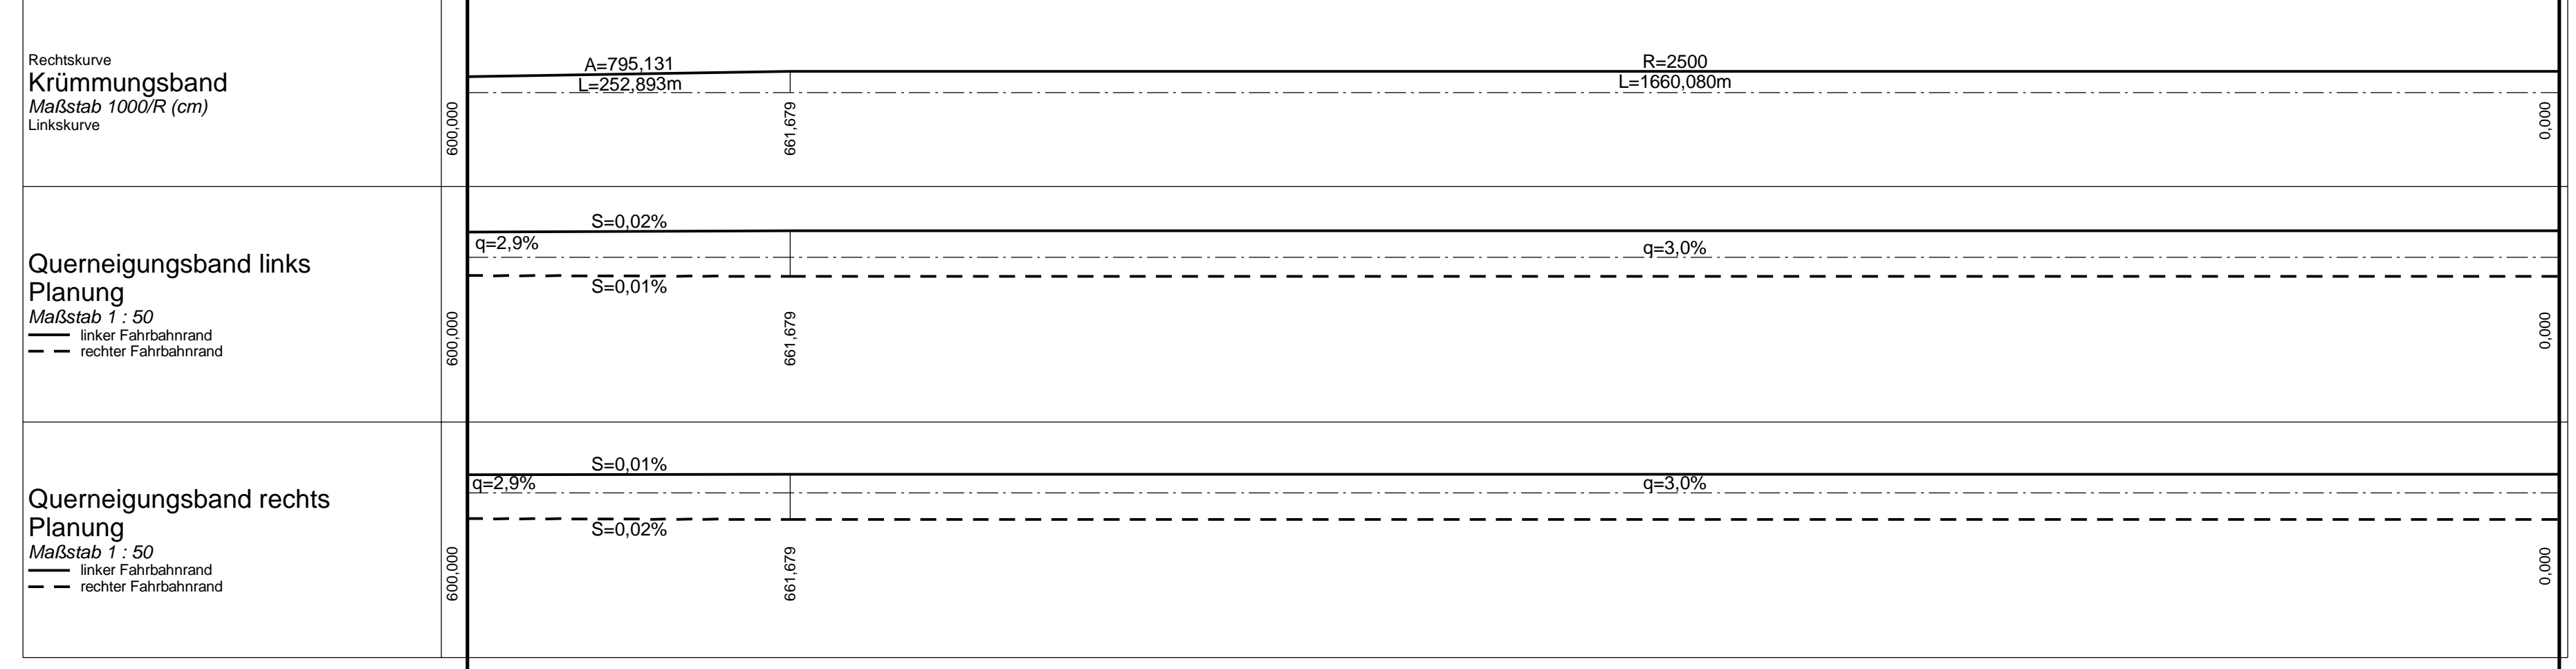 Rechtskurve
Krümmungsband
Maßstab 1000/R (cm)
Linkskurve
600,000
A=795,131
L=252,893m
661,679
R=2500
L=1660,080m
0,000
Querneigungsband links
Planung
Maßstab 1 : 50
linker Fahrbahnrand
rechter Fahrbahnrand
600,000
S=0,02%
q=2,9%
S=0,01%
661,679
q=3,0%
0,000
Querneigungsband rechts
Planung
Maßstab 1 : 50
linker Fahrbahnrand
rechter Fahrbahnrand
600,000
S=0,01%
q=2,9%
S=0,02%
661,679
q=3,0%
0,000